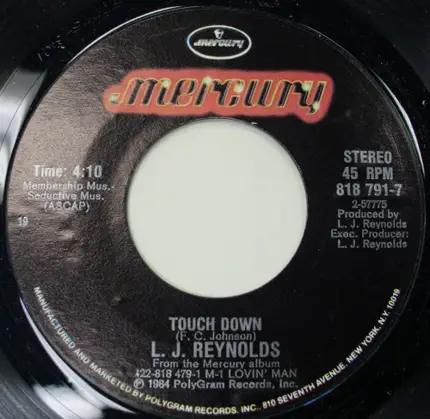 mercury
mercury
Time: 4:10
Membership Mus.-
Seductive Mus.
(ASCAP)
19
STEREO
45 RPM
818 791-7
2-57775
Produced by
L. J. Reynolds
Exec. Producer:
L. J. Reynolds
TOUCH DOWN
(F. C. Johnson)
L. J. REYNOLDS
From the Mercury album
422-818 479-1 M-1 LOVIN' MAN
℗ 1984 PolyGram Records, Inc.
MANUFACTURED AND MARKETED BY POLYGRAM RECORDS, INC., 810 SEVENTH AVENUE, NEW YORK, N.Y. 10019